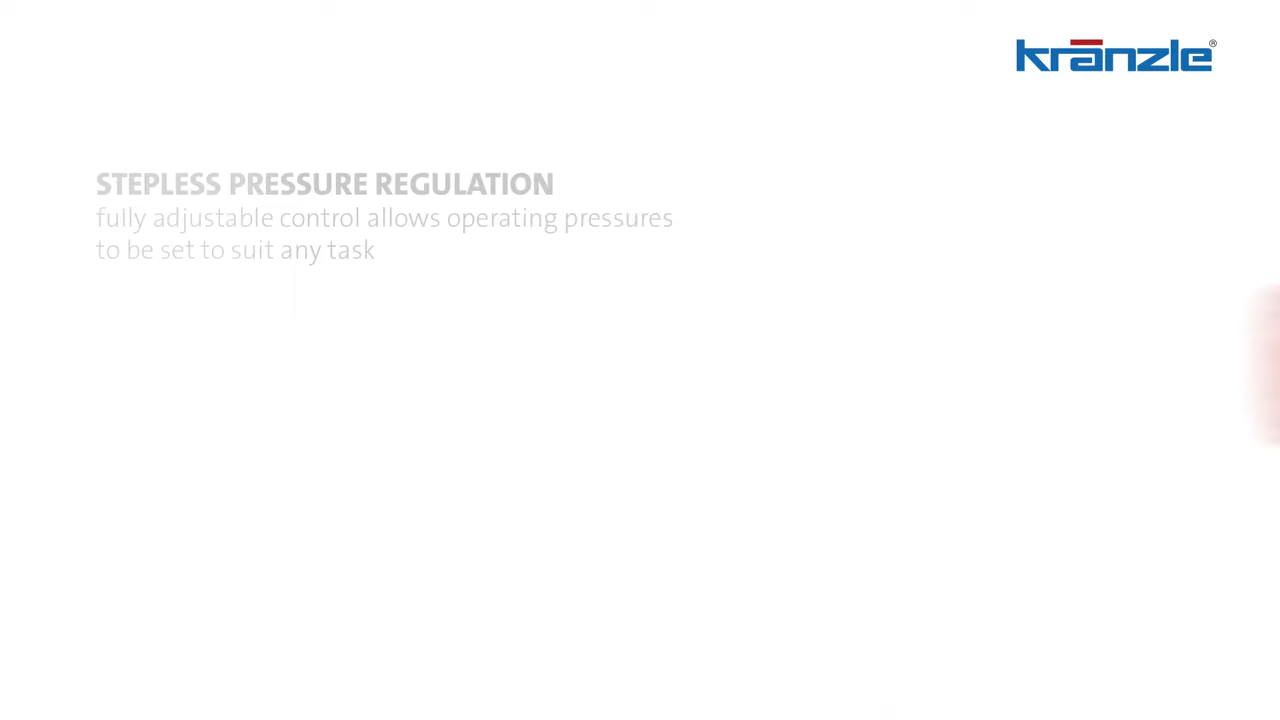 kränzle®
STEPLESS PRESSURE REGULATION
fully adjustable control allows operating pressures
to be set to suit any task